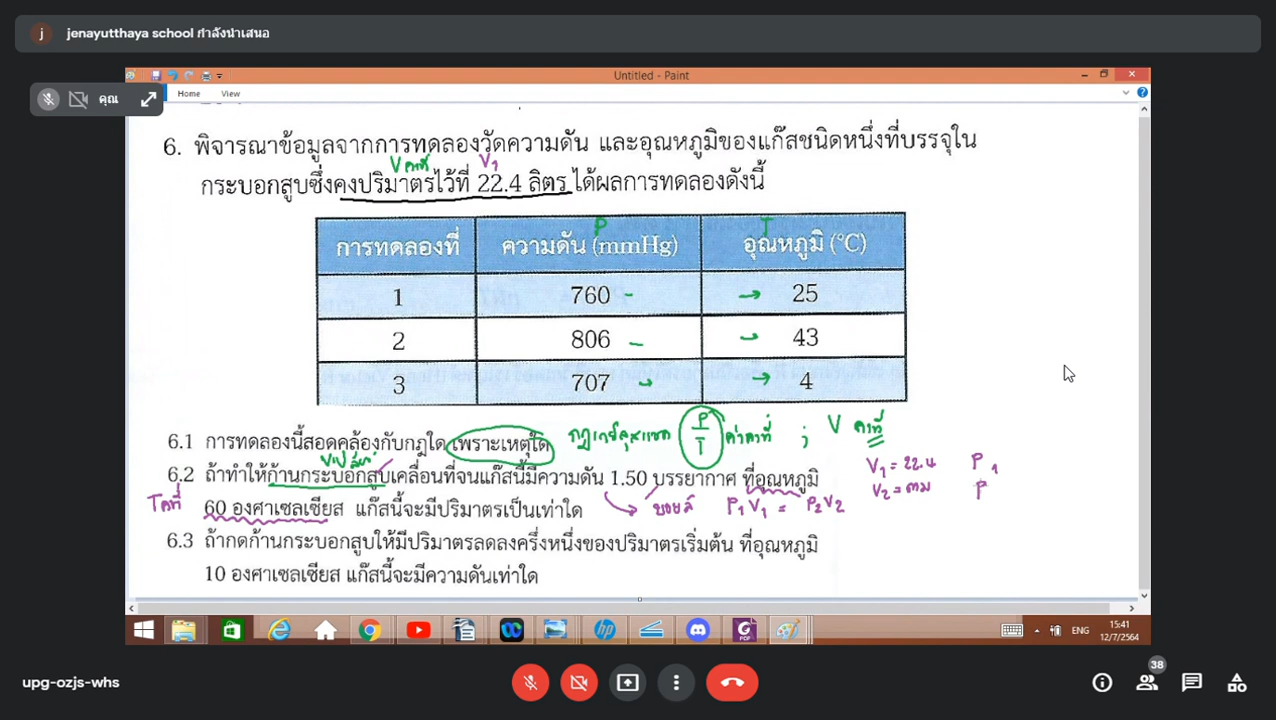 j jenayutthaya school กำลังนำเสนอ
Untitled - Paint
คุณ
Home View
6. พิจารณาข้อมูลจากการทดลองวัดความดัน และอุณหภูมิของแก๊สชนิดหนึ่งที่บรรจุใน
V คงที่ V1
กระบอกสูบซึ่งคงปริมาตรไว้ที่ 22.4 ลิตร ได้ผลการทดลองดังนี้
P T
การทดลองที่ ความดัน (mmHg) อุณหภูมิ (°C)
1 760 - → 25
2 806 - → 43
3 707 → → 4
6.1 การทดลองนี้สอดคล้องกับกฎใด เพราะเหตุใด กฎเกย์ลูสแซค P/T ค่าคงที่ ; V คงที่
6.2 ถ้าทำให้ก้านกระบอกสูบเคลื่อนที่จนแก๊สนี้มีความดัน 1.50 บรรยากาศ ที่อุณหภูมิ V1 = 22.4 P1
T คงที่ 60 องศาเซลเซียส แก๊สนี้จะมีปริมาตรเป็นเท่าใด → บอยล์ P1V1 = P2V2 V2 = ถาม P
6.3 ถ้ากดก้านกระบอกสูบให้มีปริมาตรลดลงครึ่งหนึ่งของปริมาตรเริ่มต้น ที่อุณหภูมิ
10 องศาเซลเซียส แก๊สนี้จะมีความดันเท่าใด
ENG
15:41
12/7/2564
upg-ozjs-whs
38